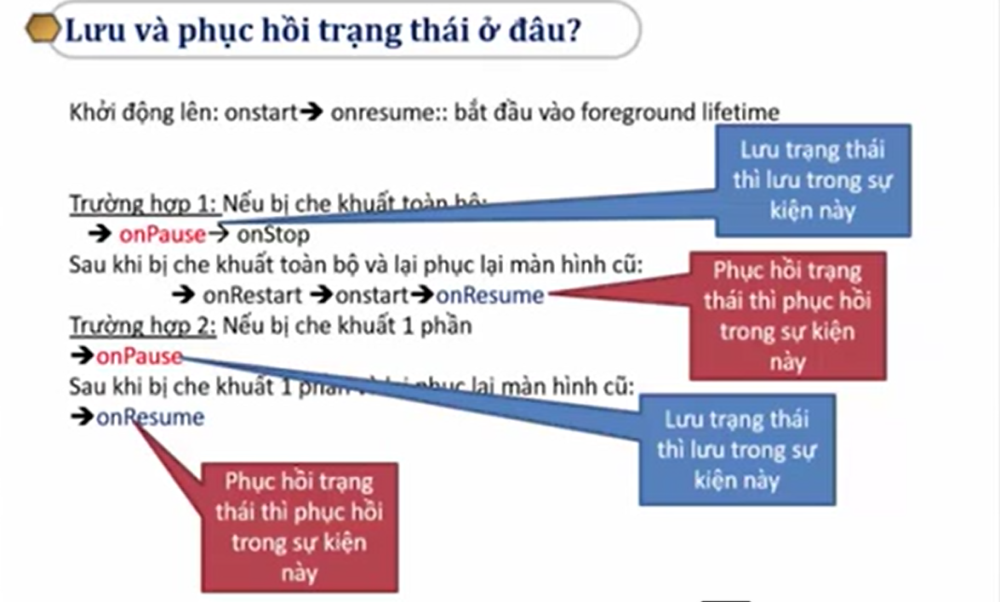 Lưu và phục hồi trạng thái ở đâu?
Khởi động lên: onstart➔ onresume:: bắt đầu vào foreground lifetime
Lưu trạng thái
thì lưu trong sự
kiện này
Trường hợp 1: Nếu bị che khuất toàn bộ:
➔ onPause→ onStop
Sau khi bị che khuất toàn bộ và lại phục lại màn hình cũ:
➔ onRestart ➔onstart➔onResume
Phục hồi trạng
thái thì phục hồi
trong sự kiện
này
Trường hợp 2: Nếu bị che khuất 1 phần
➔onPause
Sau khi bị che khuất 1 phần và lại phục lại màn hình cũ:
➔onResume
Lưu trạng thái
thì lưu trong sự
kiện này
Phục hồi trạng
thái thì phục hồi
trong sự kiện
này